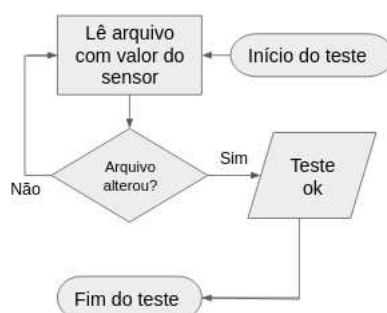 Lê arquivo
com valor do
sensor
Início do teste
Arquivo
alterou?
Não
Sim
Teste
ok
Fim do teste